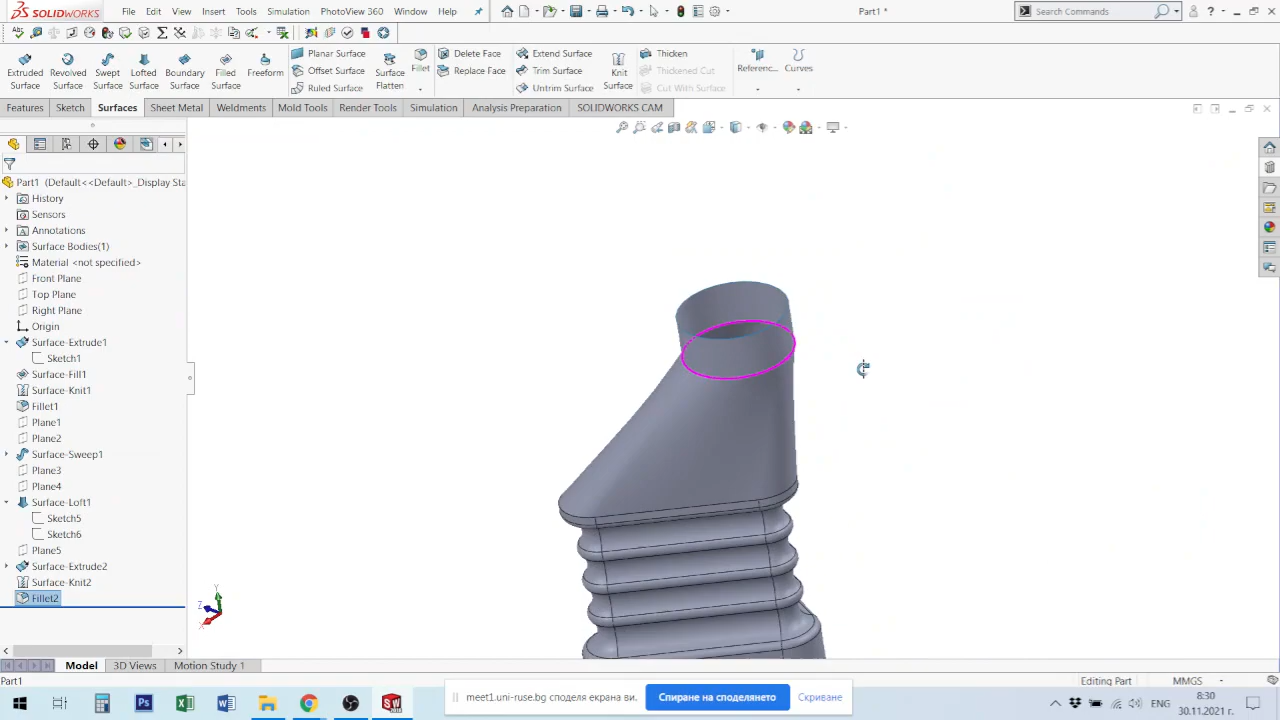 SOLIDWORKS File Edit View Insert Tools Simulation PhotoView 360 Window Help Part1 * Search Commands
Extruded Surface
Revolved Surface
Swept Surface
Lofted Surface
Boundary Surface
Filled Surface
Freeform
Planar Surface
Offset Surface
Ruled Surface
Surface Flatten
Fillet
Delete Face
Replace Face
Extend Surface
Trim Surface
Untrim Surface
Knit Surface
Thicken
Thickened Cut
Cut With Surface
Referenc...
Curves
Features Sketch Surfaces Sheet Metal Weldments Mold Tools Render Tools Simulation Analysis Preparation SOLIDWORKS CAM
Part1 (Default<<Default>_Display Sta
History
Sensors
Annotations
Surface Bodies(1)
Material <not specified>
Front Plane
Top Plane
Right Plane
Origin
Surface-Extrude1
Sketch1
Surface-Fill1
Surface-Knit1
Fillet1
Plane1
Plane2
Surface-Sweep1
Plane3
Plane4
Surface-Loft1
Sketch5
Sketch6
Plane5
Surface-Extrude2
Surface-Knit2
Fillet2
Y
Z
X
Model 3D Views Motion Study 1
Part1 Editing Part MMGS
meet1.uni-ruse.bg споделя екрана ви. Спиране на споделянето Скриване
ENG 8:30
30.11.2021 г.